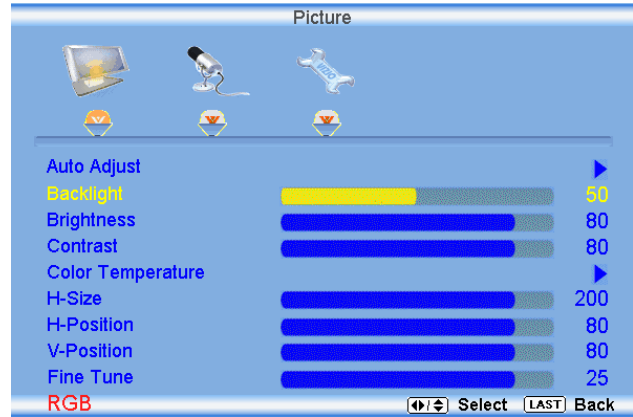 Picture
VIZIO
Auto Adjust
Backlight 50
Brightness 80
Contrast 80
Color Temperature
H-Size 200
H-Position 80
V-Position 80
Fine Tune 25
RGB Select LAST Back